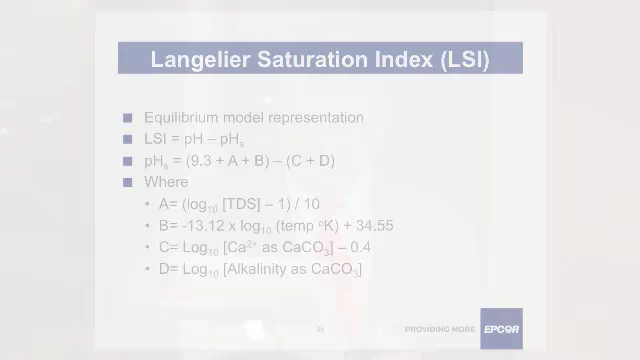 Langelier Saturation Index (LSI)
Equilibrium model representation
LSI = pH – pHs
pHs = (9.3 + A + B) – (C + D)
Where
A= (log10 [TDS] – 1) / 10
B= -13.12 x log10 (temp ºK) + 34.55
C= Log10 [Ca2+ as CaCO3] – 0.4
D= Log10 [Alkalinity as CaCO3]
PROVIDING MORE EPCOR